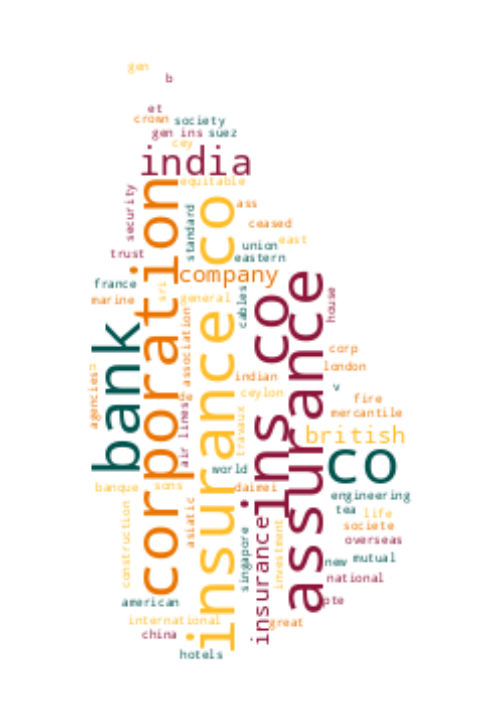 gen
b
et
crown society
gen ins suez
cey
india
equitable
security
corporation
standard
insurance co
ass
ceased
east
union
eastern
trust
company
france
sri
marine
general
cables
ins co
assurance
house
bank
association
corp
london
indian
agencies
de
ceylon
v
fire
mercantile
air lines
travaux
british
world
co
banque
sons
daimei
engineering
tea life
societe
overseas
construction
asiatic
singapore
insurance
investment
new mutual
national
american
pte
international
great
china
hotels